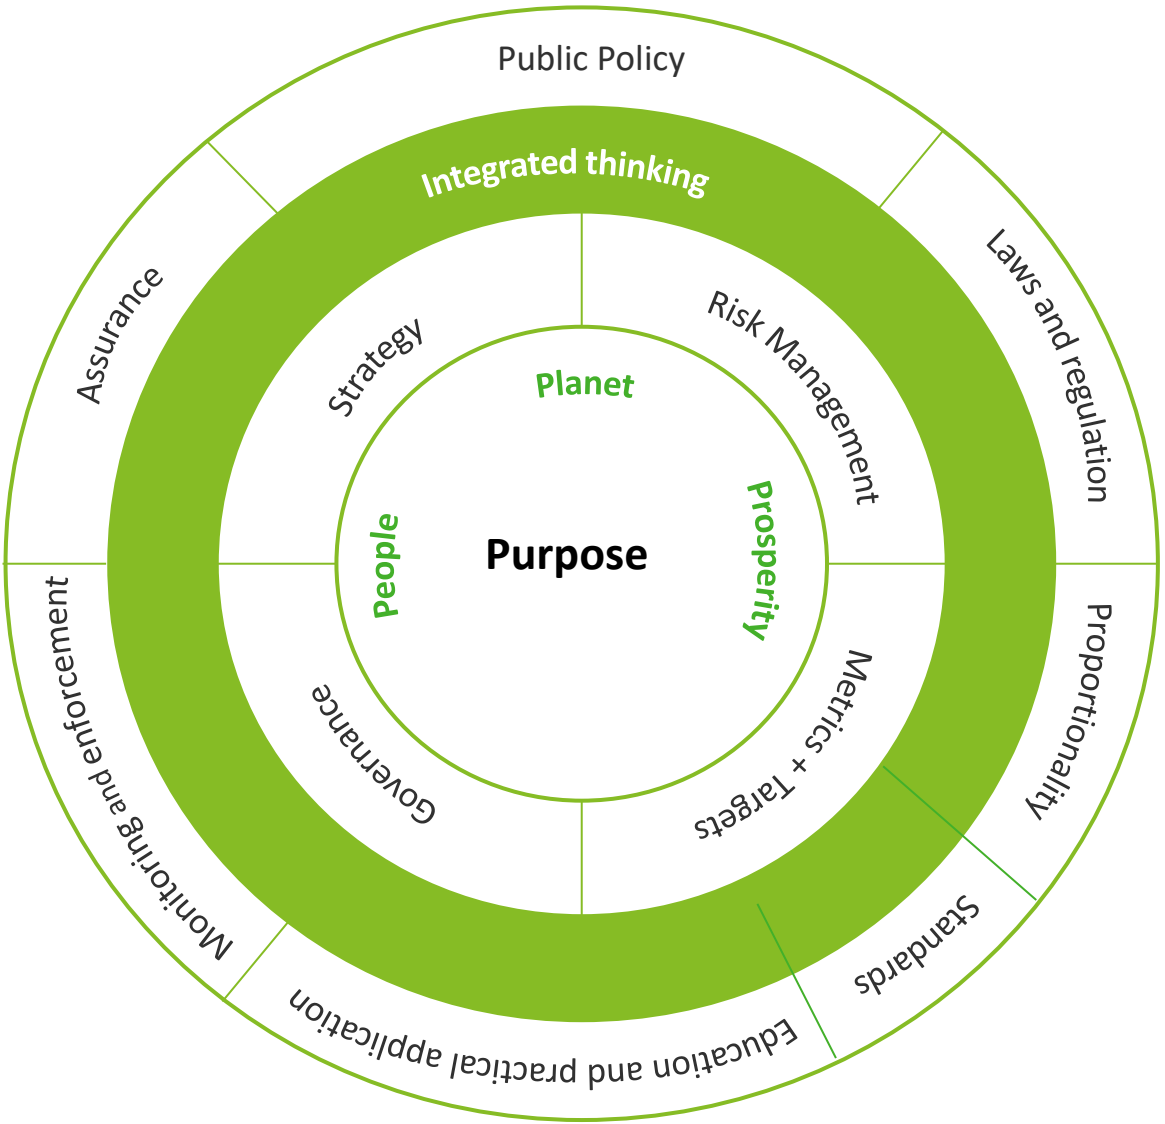 Public Policy
Laws and regulation
Proportionality
Standards
Education and practical application
Monitoring and enforcement
Assurance
Integrated thinking
Strategy
Risk Management
Metrics + Targets
Governance
Planet
Prosperity
People
Purpose